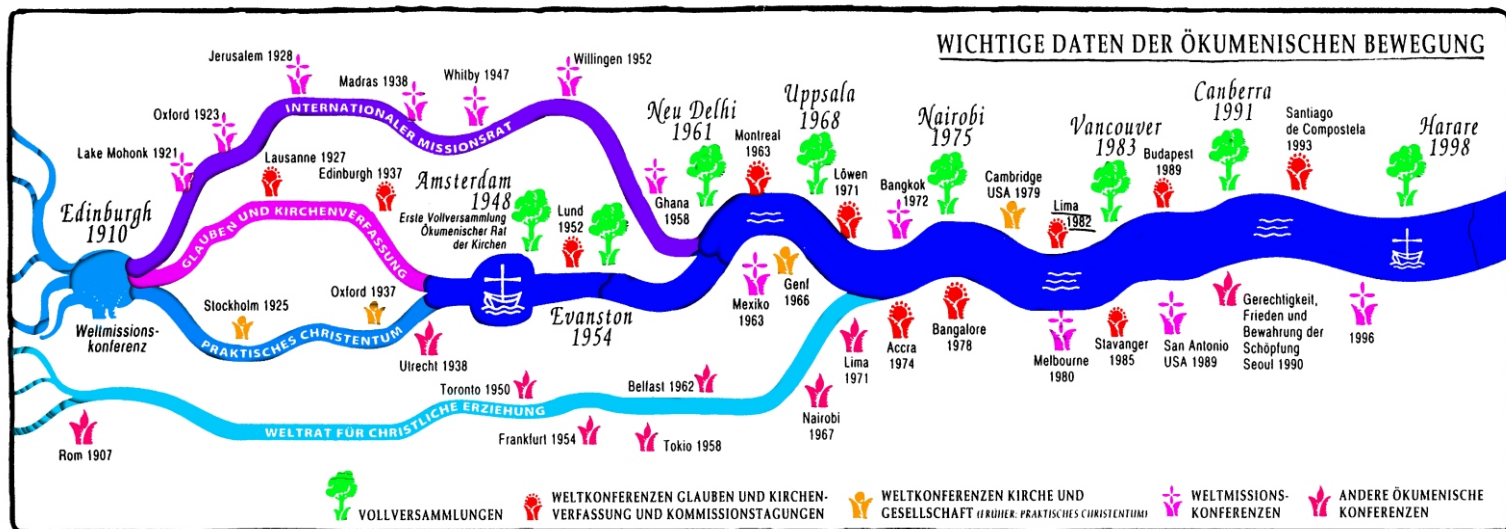 WICHTIGE DATEN DER ÖKUMENISCHEN BEWEGUNG
Jerusalem 1928
Madras 1938
Whitby 1947
Willingen 1952
Oxford 1923
Lake Mohonk 1921
INTERNATIONALER MISSIONSRAT
Lausanne 1927
Edinburgh 1937
GLAUBEN UND KIRCHENVERFASSUNG
Edinburgh
1910
Weltmissions-
konferenz
Stockholm 1925
Oxford 1937
PRAKTISCHES CHRISTENTUM
Utrecht 1938
Amsterdam
1948
Erste Vollversammlung
Ökumenischer Rat
der Kirchen
Lund
1952
Evanston
1954
Ghana
1958
Neu Delhi
1961
Montreal
1963
Mexiko
1963
Genf
1966
Uppsala
1968
Löwen
1971
Bangkok
1972
Accra
1974
Nairobi
1975
Bangalore
1978
Cambridge
USA 1979
Melbourne
1980
Lima
1982
Vancouver
1983
Stavanger
1985
Budapest
1989
San Antonio
USA 1989
Gerechtigkeit,
Frieden und
Bewahrung der
Schöpfung
Seoul 1990
Canberra
1991
Santiago
de Compostela
1993
1996
Harare
1998
Rom 1907
WELTRAT FÜR CHRISTLICHE ERZIEHUNG
Toronto 1950
Frankfurt 1954
Tokio 1958
Belfast 1962
Nairobi
1967
Lima
1971
VOLLVERSAMMLUNGEN
WELTKONFERENZEN GLAUBEN UND KIRCHEN-
VERFASSUNG UND KOMMISSIONSTAGUNGEN
WELTKONFERENZEN KIRCHE UND
GESELLSCHAFT (FRÜHER: PRAKTISCHES CHRISTENTUM)
WELTMISSIONS-
KONFERENZEN
ANDERE ÖKUMENISCHE
KONFERENZEN